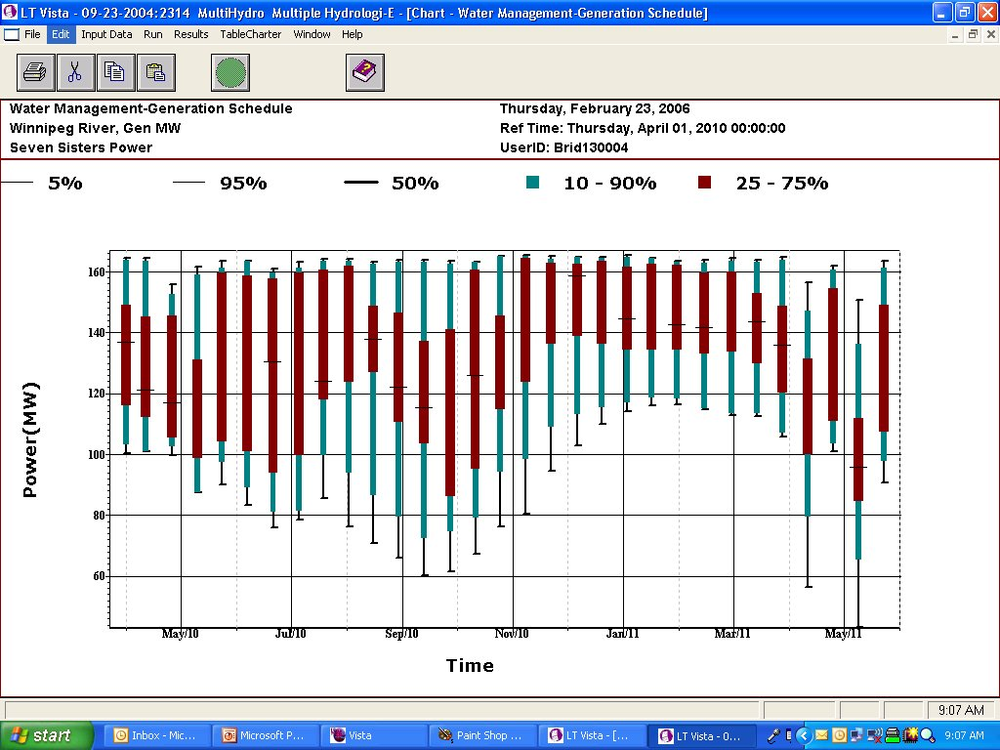 LT Vista - 09-23-2004:2314  MultiHydro  Multiple Hydrologi-E - [Chart - Water Management-Generation Schedule]
File Edit Input Data Run Results TableCharter Window Help
Water Management-Generation Schedule Thursday, February 23, 2006
Winnipeg River, Gen MW Ref Time: Thursday, April 01, 2010 00:00:00
Seven Sisters Power UserID: Brid130004
5% 95% 50% 10 - 90% 25 - 75%
160
140
120
100
80
60
Power(MW)
May/10 Jul/10 Sep/10 Nov/10 Jan/11 Mar/11 May/11
Time
9:07 AM
start Inbox - Mic... Microsoft P... Vista Paint Shop ... LT Vista - [... LT Vista - 0... 9:07 AM